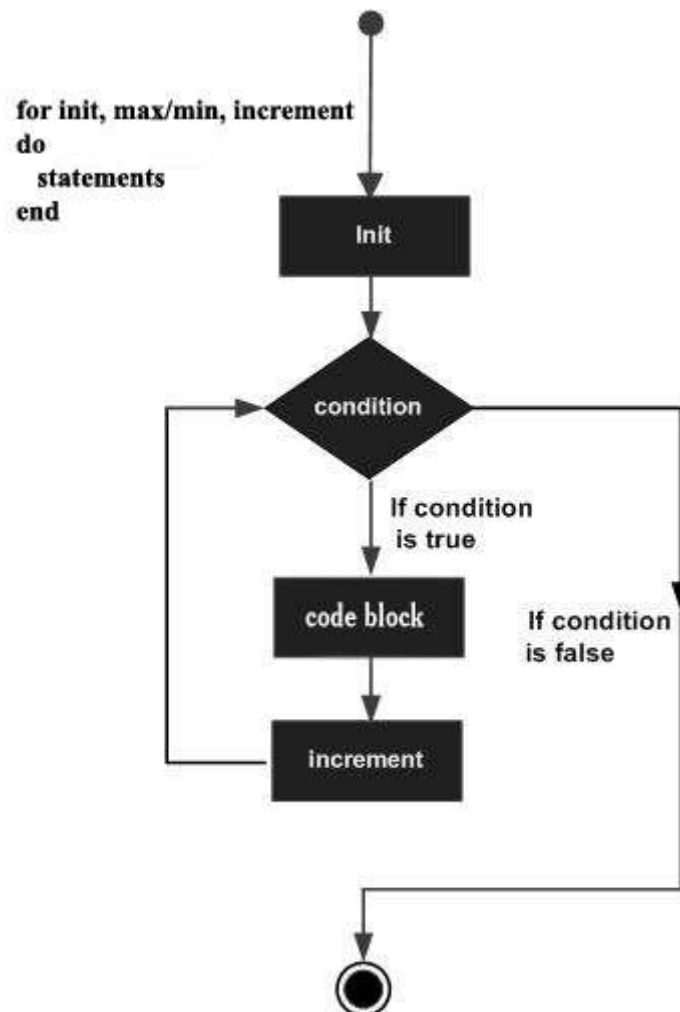 for init, max/min, increment
do
statements
end
Init
condition
If condition
is true
code block
If condition
is false
increment